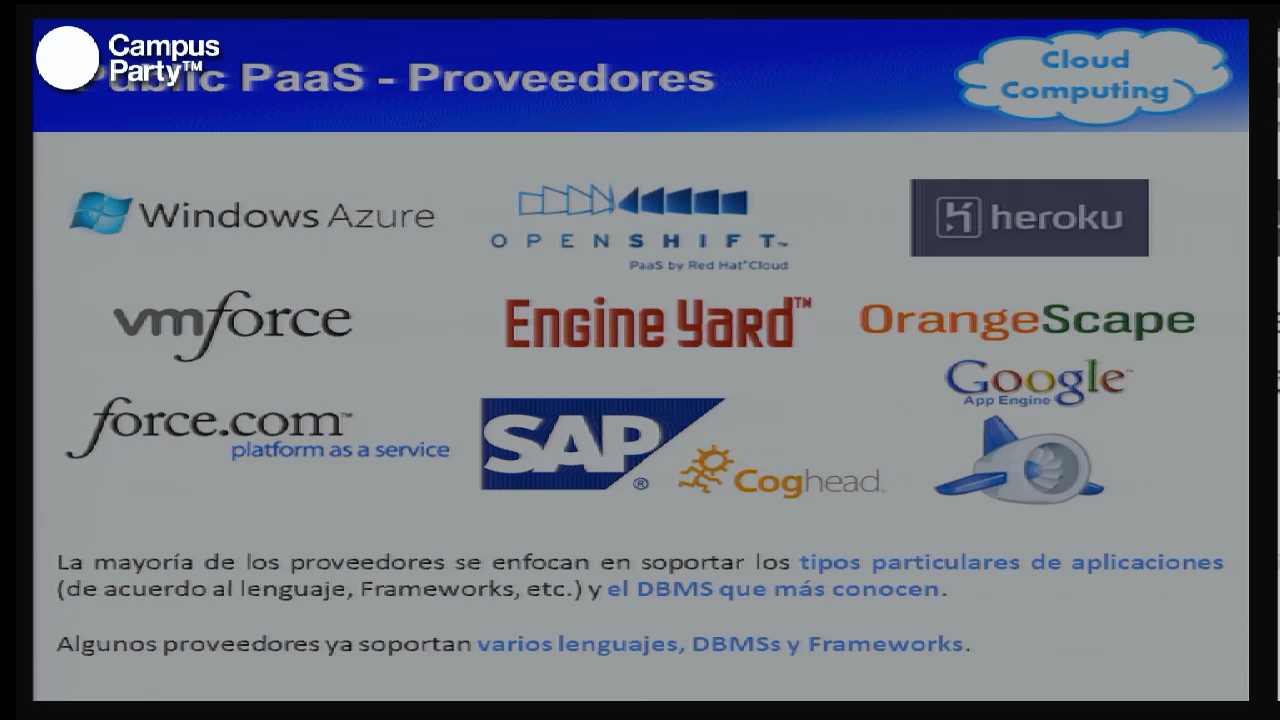 Campus
Party™
Public PaaS - Proveedores
Cloud
Computing
Windows Azure
OPENSHIFT™
PaaS by Red Hat® Cloud
heroku
vmforce
Engine Yard™
OrangeScape
Google™
App Engine
force.com™
platform as a service
SAP®
Coghead.
La mayoría de los proveedores se enfocan en soportar los tipos particulares de aplicaciones
(de acuerdo al lenguaje, Frameworks, etc.) y el DBMS que más conocen.
Algunos proveedores ya soportan varios lenguajes, DBMSs y Frameworks.